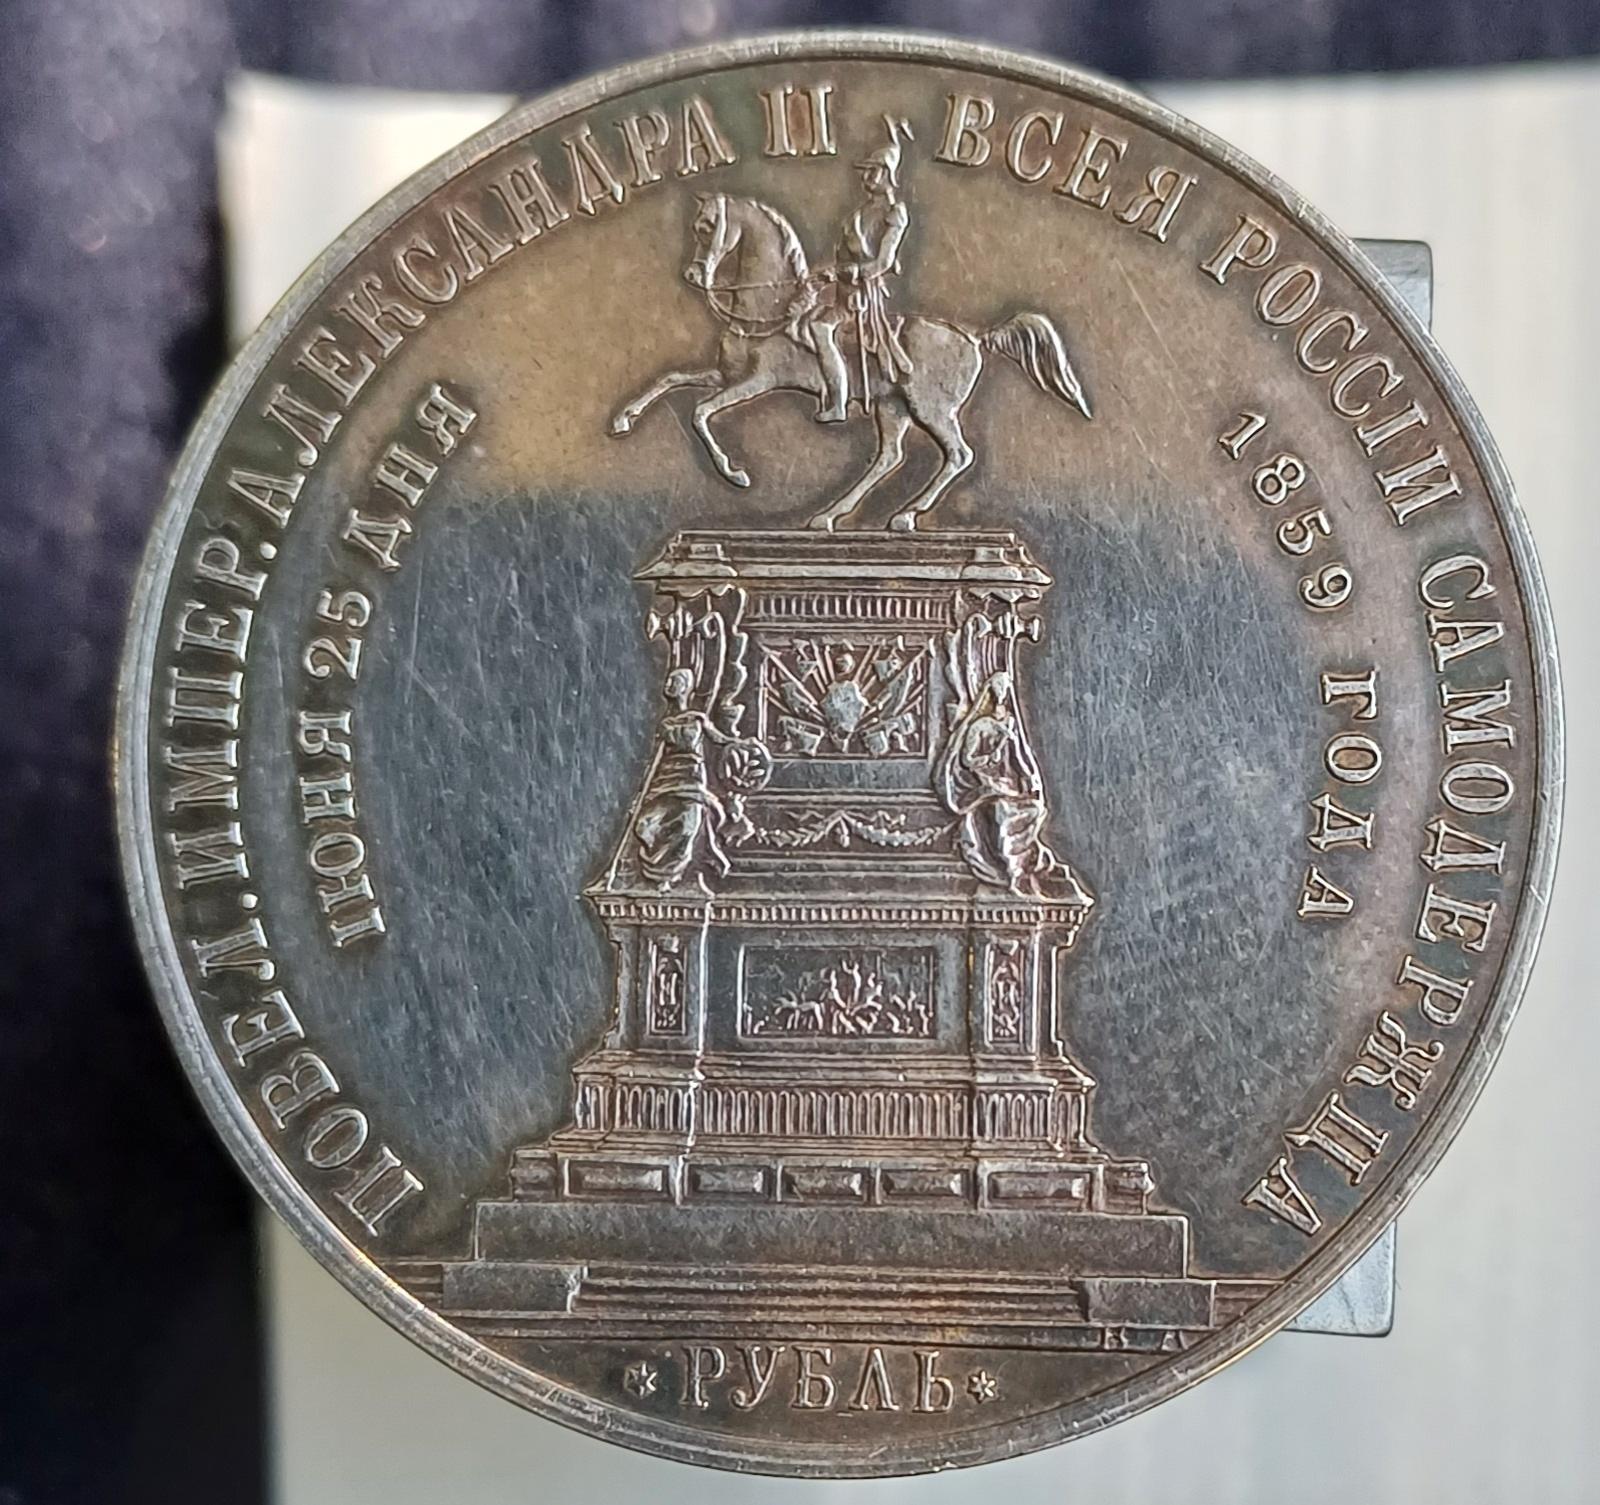 ПОВЕЛ.ИМПЕР.АЛЕКСАНДРА II ВСЕЯ РОССІИ САМОДЕРЖЦА
ІЮНЯ 25 ДНЯ
1859 ГОДА
* РУБЛЬ *